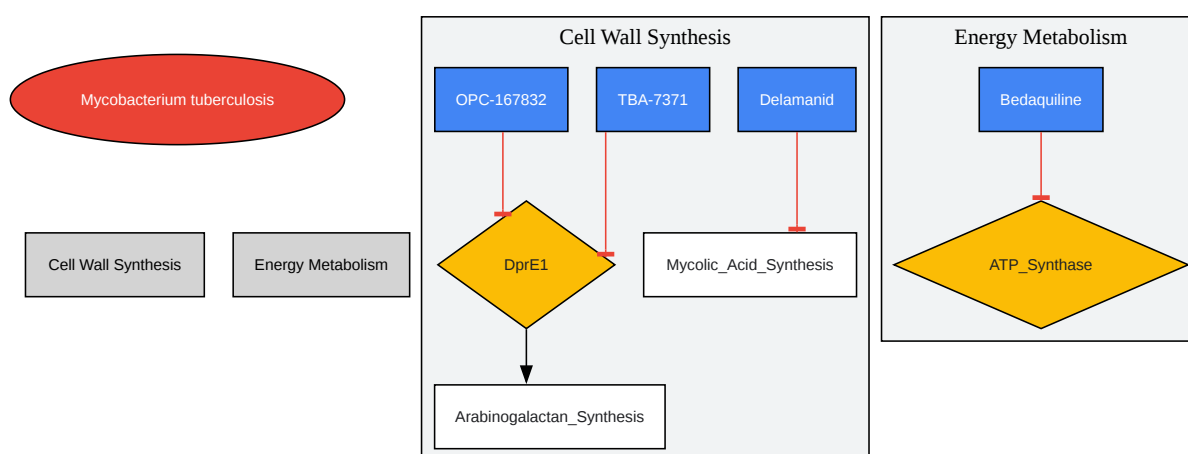 Cell Wall Synthesis
Energy Metabolism
Mycobacterium tuberculosis
OPC-167832
TBA-7371
Delamanid
Bedaquiline
Cell Wall Synthesis
Energy Metabolism
DprE1
Mycolic_Acid_Synthesis
ATP_Synthase
Arabinogalactan_Synthesis